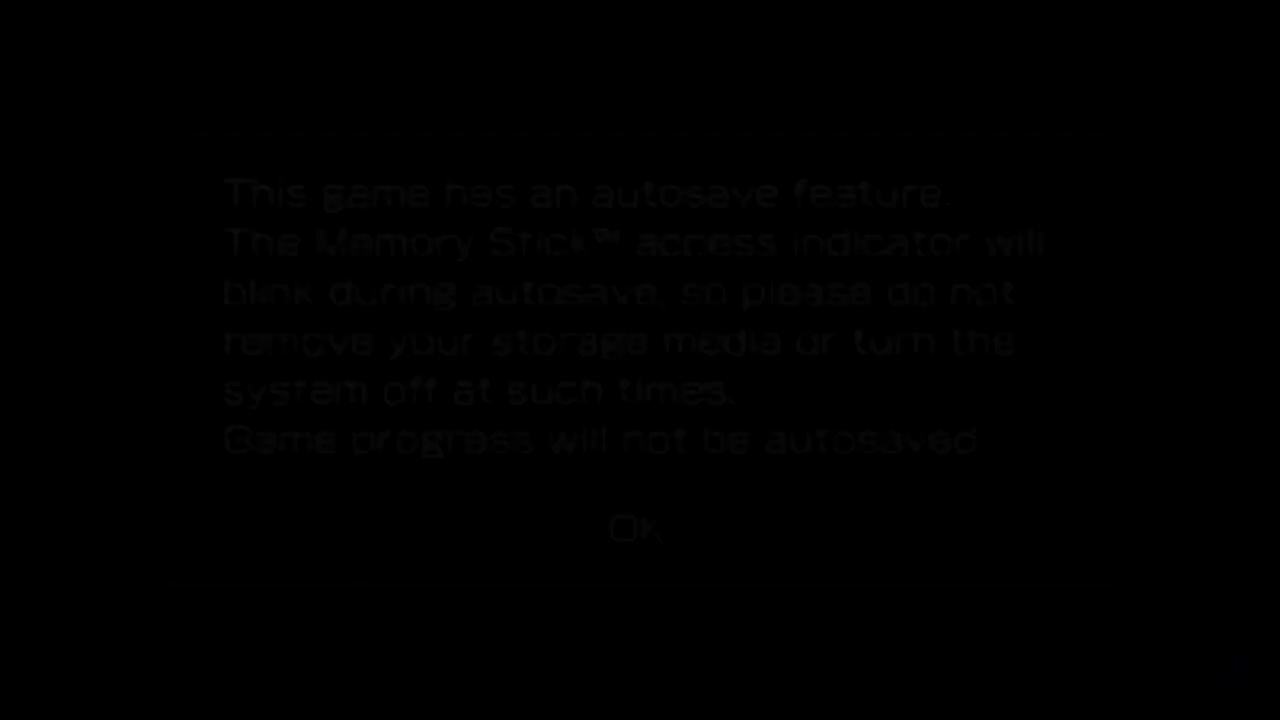 This game has an autosave feature.
The Memory Stick™ access indicator will
blink during autosave, so please do not
remove your storage media or turn the
system off at such times.
Game progress will not be autosaved
OK